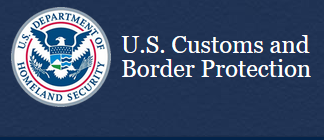 U.S. DEPARTMENT OF
HOMELAND SECURITY
U.S. Customs and
Border Protection